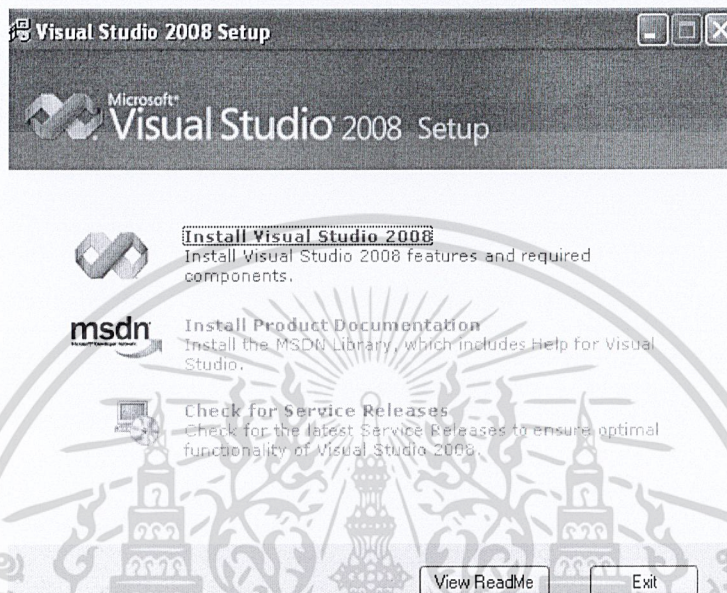 Visual Studio 2008 Setup
Microsoft
Visual Studio 2008 Setup
Install Visual Studio 2008
Install Visual Studio 2008 features and required
components.
msdn
Install Product Documentation
Install the MSDN Library, which includes Help for Visual
Studio.
Check for Service Releases
Check for the latest Service Releases to ensure optimal
functionality of Visual Studio 2008.
View ReadMe
Exit